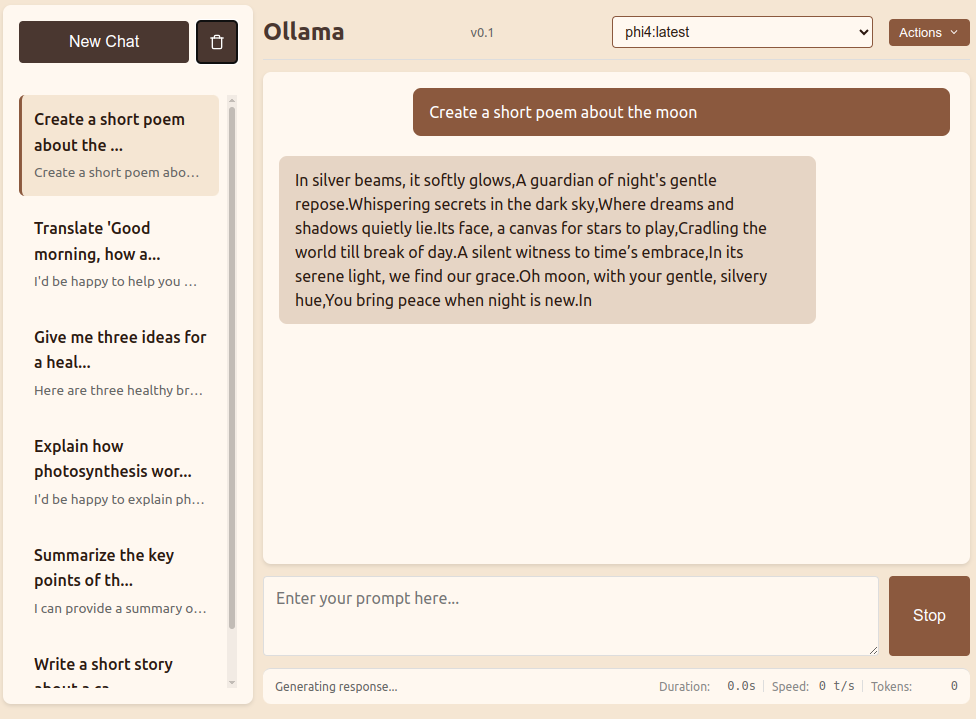 New Chat
Ollama
v0.1
phi4:latest
Actions
Create a short poem
about the ...
Create a short poem abo...
Translate 'Good
morning, how a...
I'd be happy to help you ...
Give me three ideas for
a heal...
Here are three healthy br...
Explain how
photosynthesis wor...
I'd be happy to explain ph...
Summarize the key
points of th...
I can provide a summary o...
Write a short story
about a ca...
Create a short poem about the moon
In silver beams, it softly glows,A guardian of night's gentle
repose.Whispering secrets in the dark sky,Where dreams and
shadows quietly lie.Its face, a canvas for stars to play,Cradling the
world till break of day.A silent witness to time’s embrace,In its
serene light, we find our grace.Oh moon, with your gentle, silvery
hue,You bring peace when night is new.In
Enter your prompt here...
Stop
Generating response...
Duration: 0.0s Speed: 0 t/s Tokens: 0